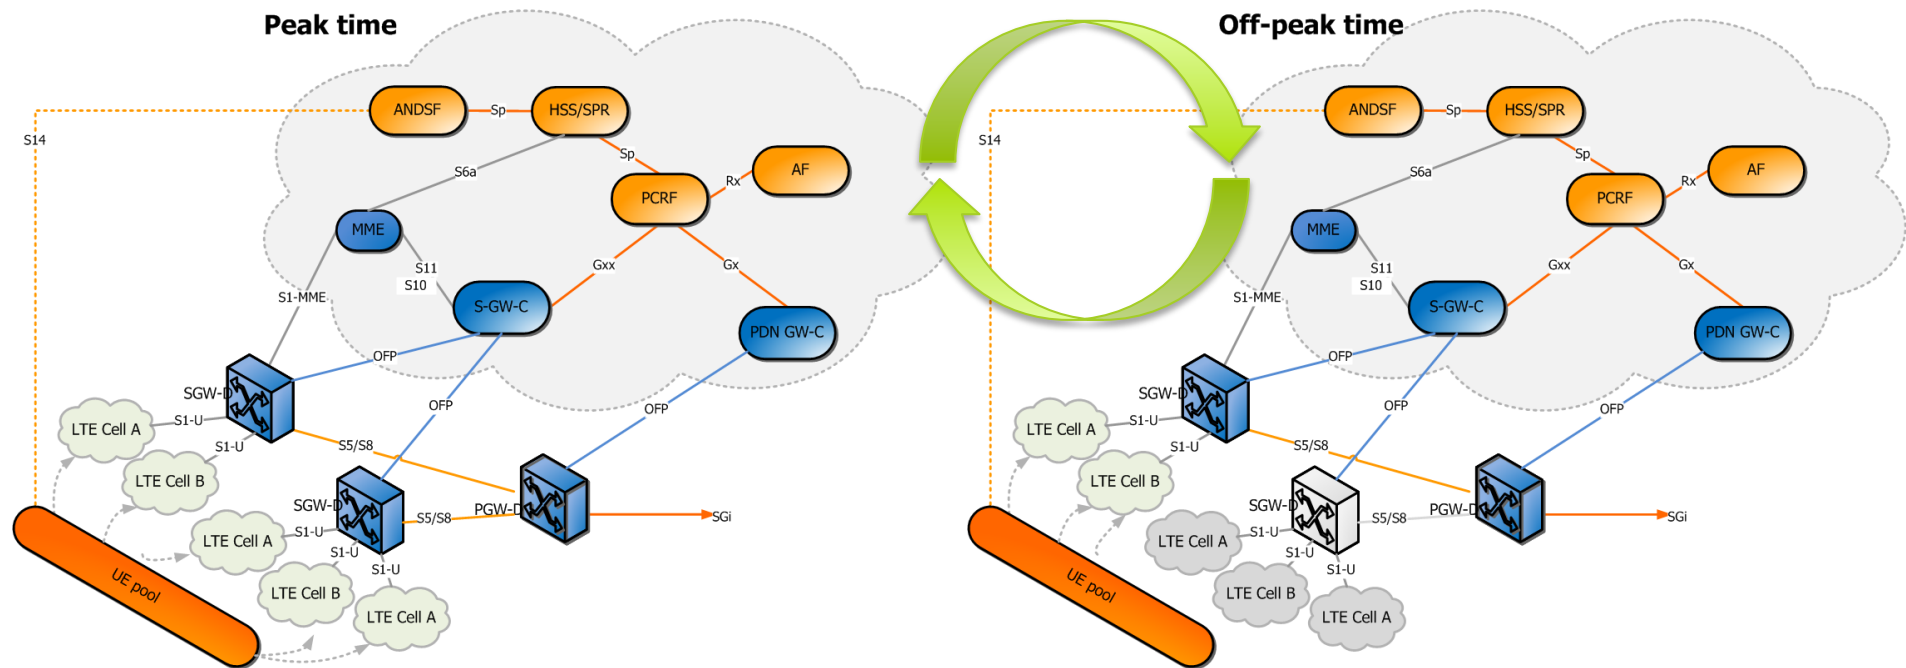 Peak time
ANDSF
Sp
HSS/SPR
S14
Sp
S6a
Rx
AF
PCRF
MME
S11
S10
Gxx
Gx
S1-MME
S-GW-C
PDN GW-C
OFP
SGW-D
OFP
OFP
LTE Cell A
S1-U
S1-U
S5/S8
LTE Cell B
SGW-D
S5/S8
PGW-D
SGi
LTE Cell A
S1-U
S1-U
S1-U
UE pool
LTE Cell B
LTE Cell A
Off-peak time
ANDSF
Sp
HSS/SPR
S14
Sp
S6a
Rx
AF
PCRF
MME
S11
S10
Gxx
Gx
S1-MME
S-GW-C
PDN GW-C
OFP
SGW-D
OFP
OFP
LTE Cell A
S1-U
S1-U
S5/S8
LTE Cell B
SGW-D
S5/S8
PGW-D
SGi
LTE Cell A
S1-U
S1-U
S1-U
UE pool
LTE Cell B
LTE Cell A